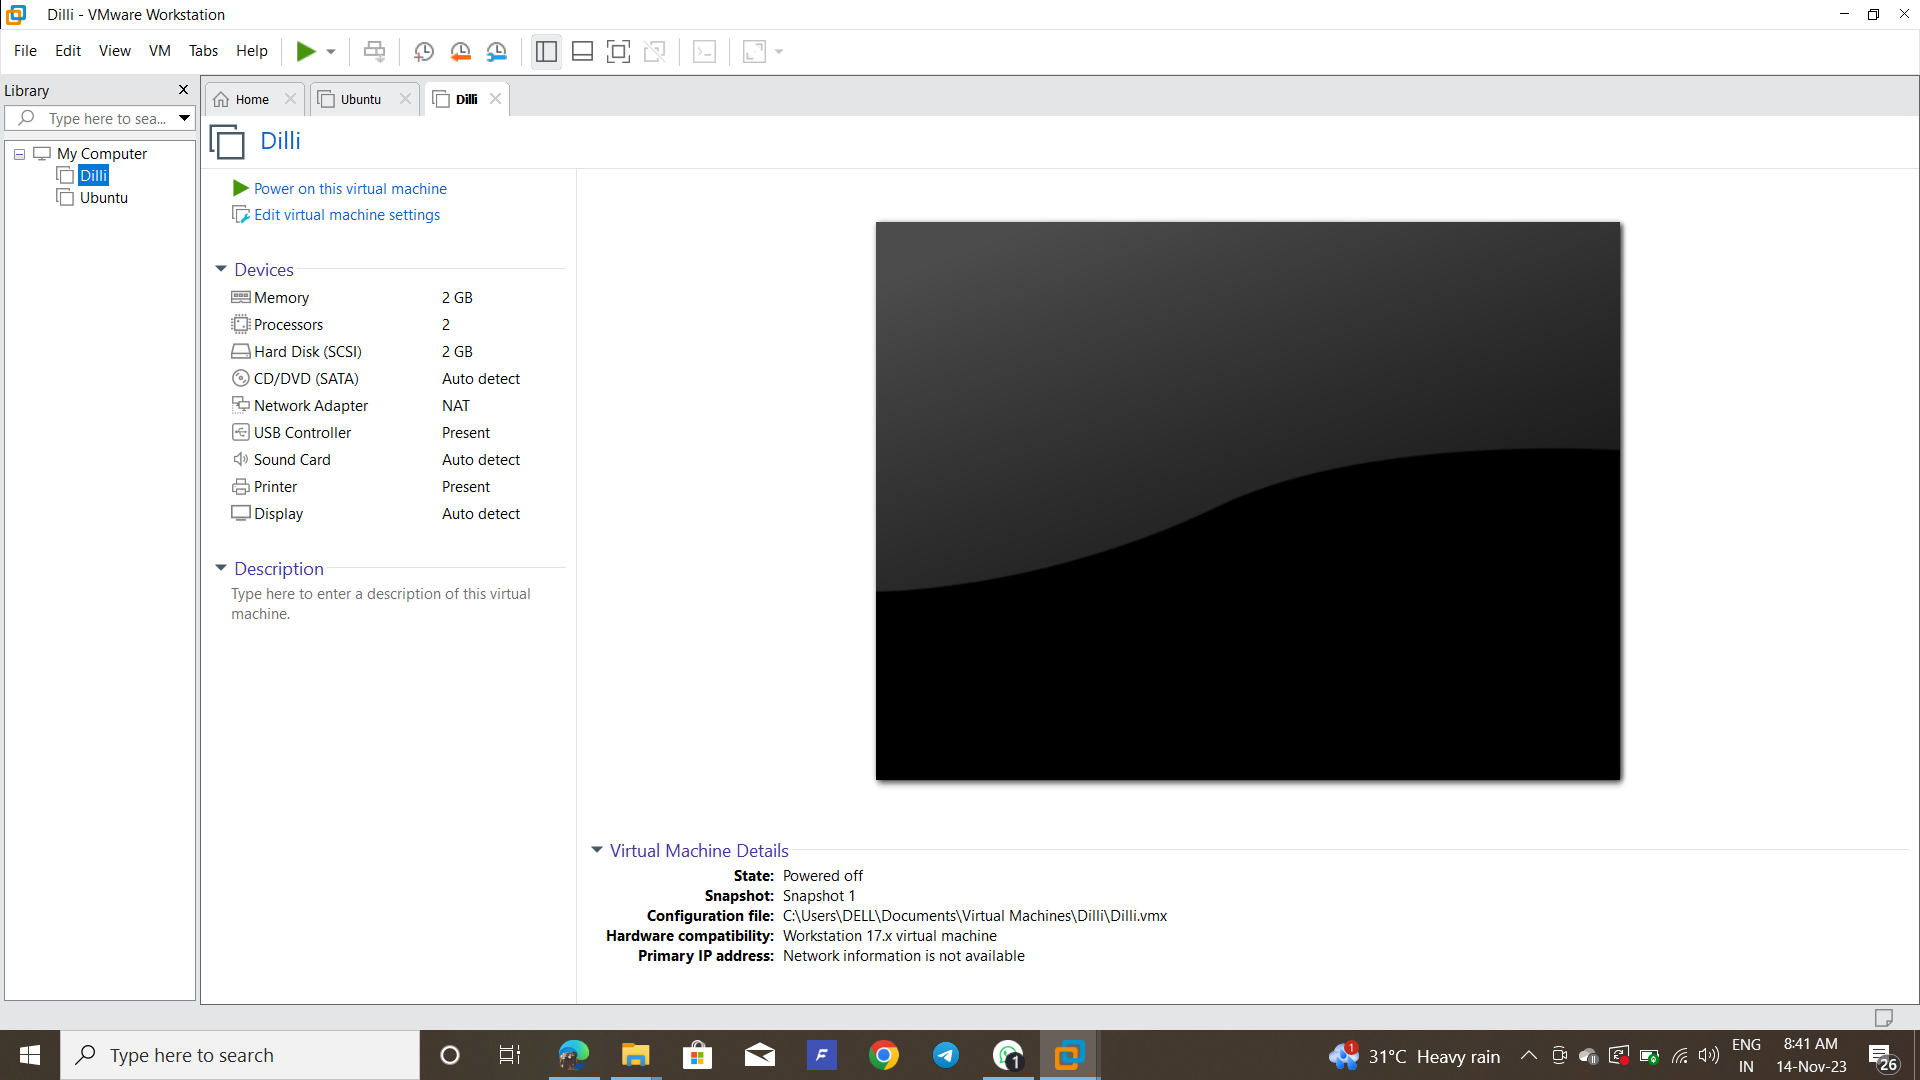 Dilli - VMware Workstation
File Edit View VM Tabs Help
Library
Type here to sea...
My Computer
Dilli
Ubuntu
Home
Ubuntu
Dilli
Dilli
Power on this virtual machine
Edit virtual machine settings
Devices
Memory 2 GB
Processors 2
Hard Disk (SCSI) 2 GB
CD/DVD (SATA) Auto detect
Network Adapter NAT
USB Controller Present
Sound Card Auto detect
Printer Present
Display Auto detect
Description
Type here to enter a description of this virtual
machine.
Virtual Machine Details
State: Powered off
Snapshot: Snapshot 1
Configuration file: C:\Users\DELL\Documents\Virtual Machines\Dilli\Dilli.vmx
Hardware compatibility: Workstation 17.x virtual machine
Primary IP address: Network information is not available
Type here to search
F
1
1
31°C Heavy rain
ENG
IN
8:41 AM
14-Nov-23
26